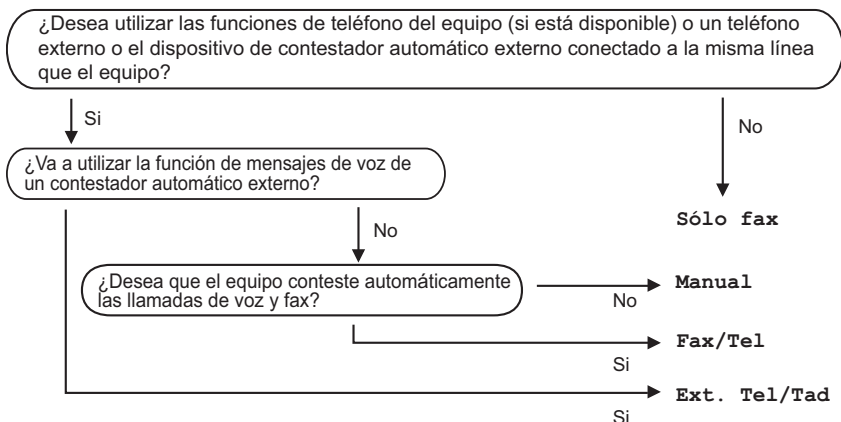 ¿Desea utilizar las funciones de teléfono del equipo (si está disponible) o un teléfono
externo o el dispositivo de contestador automático externo conectado a la misma línea
que el equipo?
Si
No
¿Va a utilizar la función de mensajes de voz de
un contestador automático externo?
Sólo fax
No
¿Desea que el equipo conteste automáticamente
las llamadas de voz y fax?
No
Manual
Si
Fax/Tel
Si
Ext. Tel/Tad